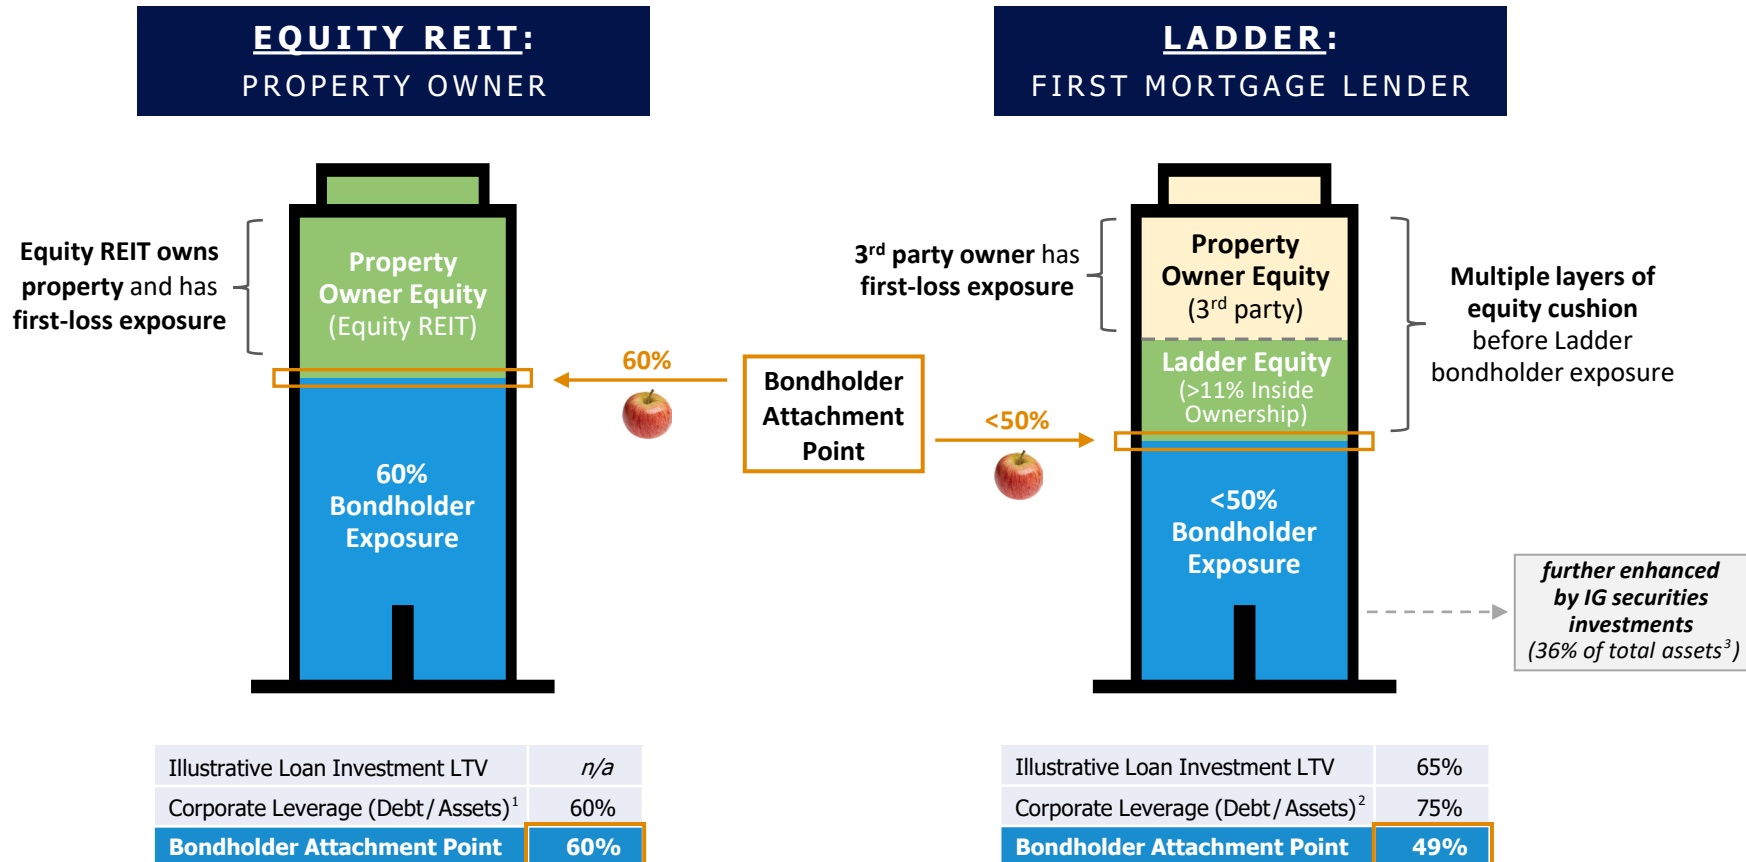 EQUITY REIT:
PROPERTY OWNER
LADDER:
FIRST MORTGAGE LENDER
Equity REIT owns
property and has
first-loss exposure
Property
Owner Equity
(Equity REIT)
60%
Bondholder
Exposure
60%
Bondholder
Attachment
Point
<50%
3rd party owner has
first-loss exposure
Property
Owner Equity
(3rd party)
Ladder Equity
(>11% Inside
Ownership)
<50%
Bondholder
Exposure
Multiple layers of
equity cushion
before Ladder
bondholder exposure
further enhanced
by IG securities
investments
(36% of total assets3)
Illustrative Loan Investment LTV n/a
Corporate Leverage (Debt/Assets)1 60%
Bondholder Attachment Point 60%
Illustrative Loan Investment LTV 65%
Corporate Leverage (Debt/Assets)2 75%
Bondholder Attachment Point 49%